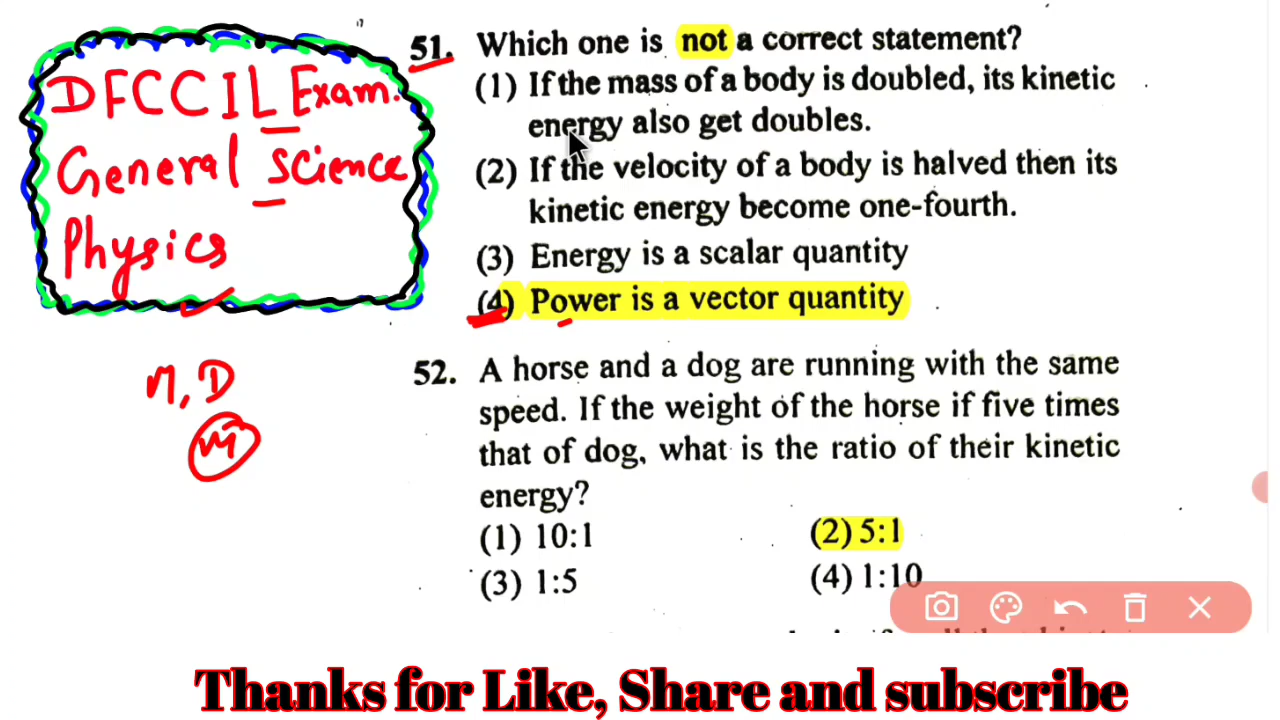 DFCCIL Exam.
General Science
Physics
M, D
51. Which one is not a correct statement?
(1) If the mass of a body is doubled, its kinetic
energy also get doubles.
(2) If the velocity of a body is halved then its
kinetic energy become one-fourth.
(3) Energy is a scalar quantity
(4) Power is a vector quantity
52. A horse and a dog are running with the same
speed. If the weight of the horse if five times
that of dog, what is the ratio of their kinetic
energy?
(1) 10:1 (2) 5:1
(3) 1:5 (4) 1:10
Thanks for Like, Share and subscribe